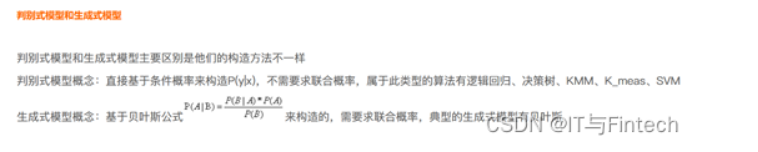 判别式模型和生成式模型
判别式模型和生成式模型主要区别是他们的构造方法不一样
判别式模型概念：直接基于条件概率来构造P(y|x)，不需要求联合概率，属于此类型的算法有逻辑回归、决策树、KMM、K_meas、SVM
生成式模型概念：基于贝叶斯公式P(A|B)=P(B|A)*P(A)/P(B)来构造的，需要求联合概率，典型的生成式模型有贝叶斯
CSDN @IT与Fintech